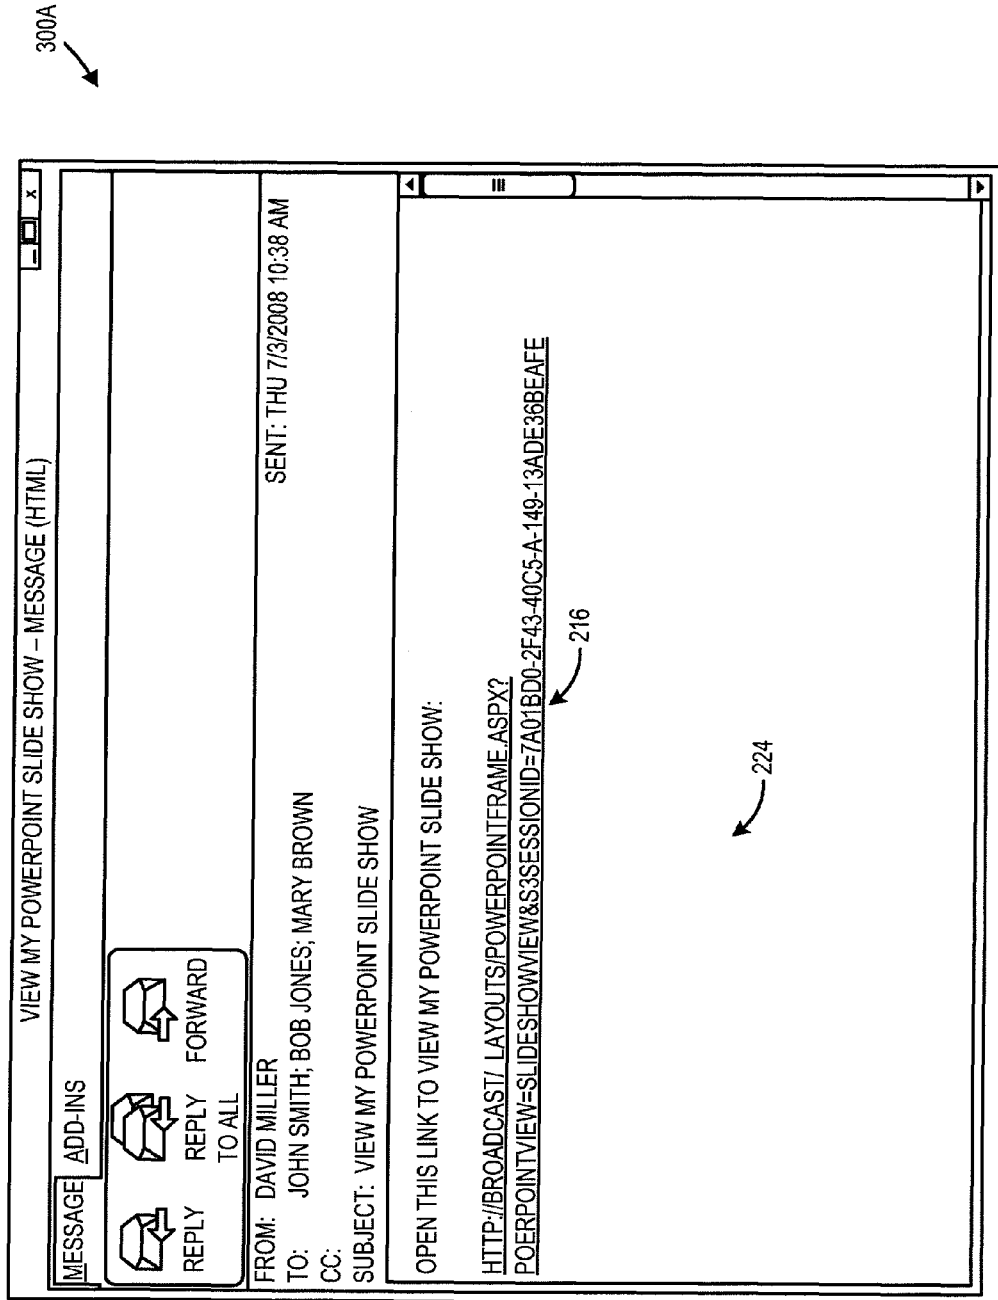 300A
VIEW MY POWERPOINT SLIDE SHOW – MESSAGE (HTML)
_ X
MESSAGE ADD-INS
REPLY REPLY TO ALL FORWARD
FROM: DAVID MILLER SENT: THU 7/3/2008 10:38 AM
TO: JOHN SMITH; BOB JONES; MARY BROWN
CC:
SUBJECT: VIEW MY POWERPOINT SLIDE SHOW
OPEN THIS LINK TO VIEW MY POWERPOINT SLIDE SHOW:
HTTP://BROADCAST/_LAYOUTS/POWERPOINTFRAME.ASPX?
POERPOINTVIEW=SLIDESHOWVIEW&S3SESSIONID=7A01BD0-2F43-40C5-A-149-13ADE36BEAFE
216
224